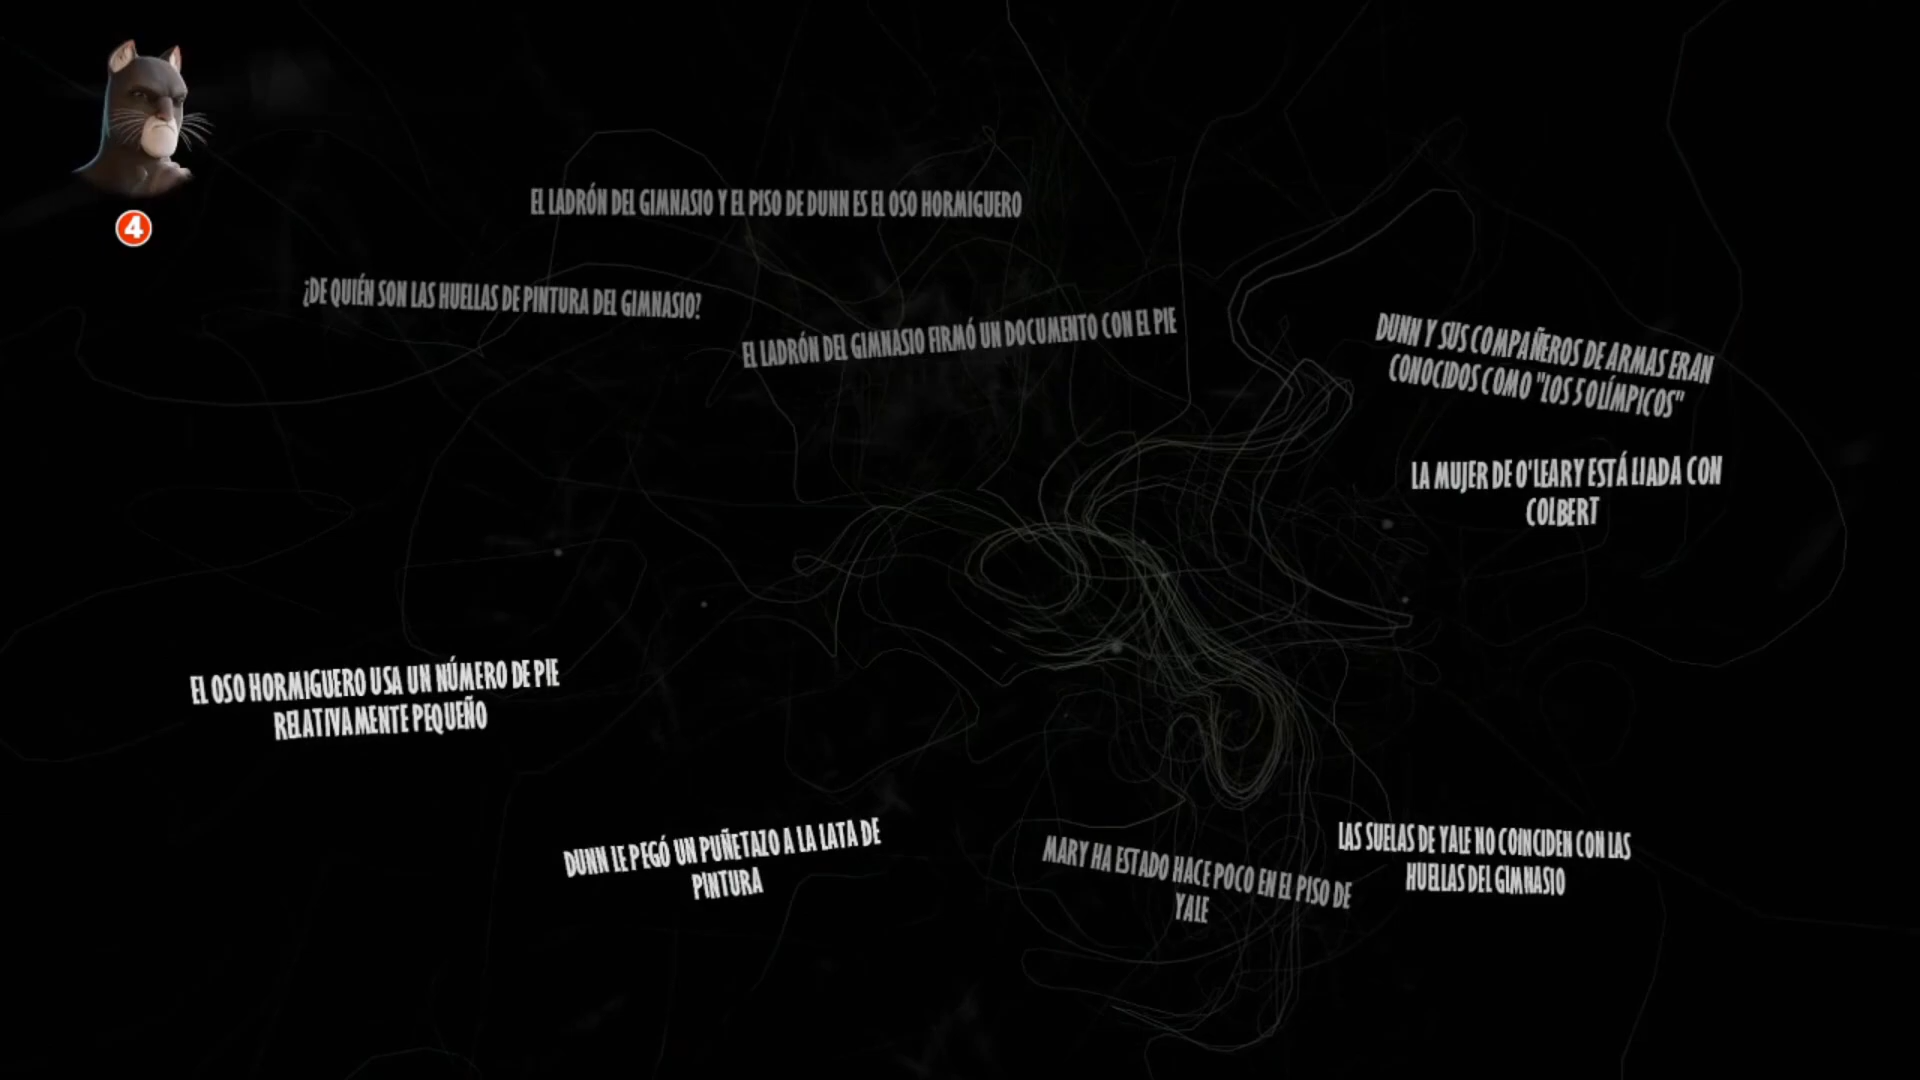 4
EL LADRÓN DEL GIMNASIO Y EL PISO DE DUNN ES EL OSO HORMIGUERO
¿DE QUIÉN SON LAS HUELLAS DE PINTURA DEL GIMNASIO?
EL LADRÓN DEL GIMNASIO FIRMÓ UN DOCUMENTO CON EL PIE
DUNN Y SUS COMPAÑEROS DE ARMAS ERAN
CONOCIDOS COMO "LOS 5 OLÍMPICOS"
LA MUJER DE O'LEARY ESTÁ LIADA CON
COLBERT
EL OSO HORMIGUERO USA UN NÚMERO DE PIE
RELATIVAMENTE PEQUEÑO
DUNN LE PEGÓ UN PUÑETAZO A LA LATA DE
PINTURA
MARY HA ESTADO HACE POCO EN EL PISO DE
YALE
LAS SUELAS DE YALE NO COINCIDEN CON LAS
HUELLAS DEL GIMNASIO